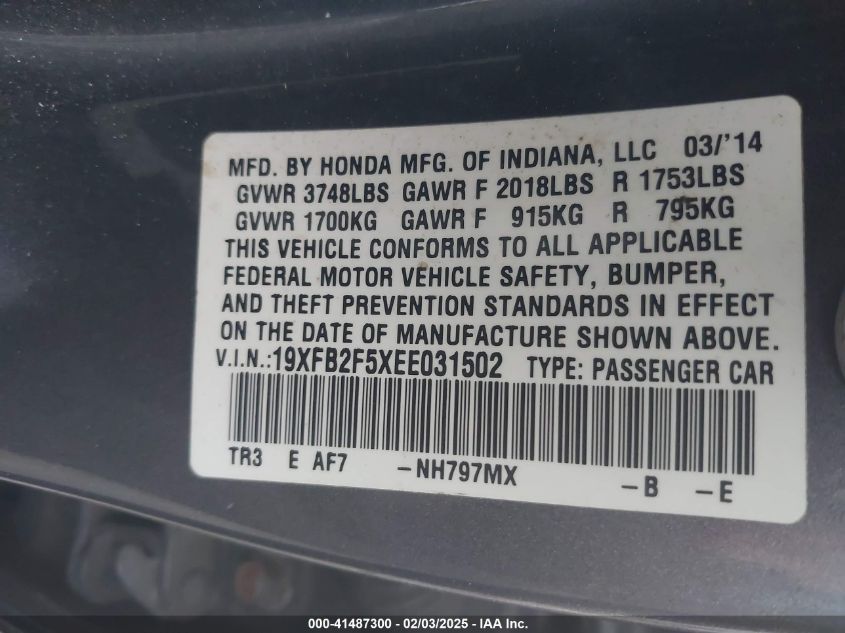 MFD. BY HONDA MFG. OF INDIANA, LLC 03/'14
GVWR 3748LBS GAWR F 2018LBS R 1753LBS
GVWR 1700KG GAWR F 915KG R 795KG
THIS VEHICLE CONFORMS TO ALL APPLICABLE
FEDERAL MOTOR VEHICLE SAFETY, BUMPER,
AND THEFT PREVENTION STANDARDS IN EFFECT
ON THE DATE OF MANUFACTURE SHOWN ABOVE.
V.I.N.:19XFB2F5XEE031502 TYPE: PASSENGER CAR
TR3 E AF7 -NH797MX -B -E
000-41487300 - 02/03/2025 - IAA Inc.